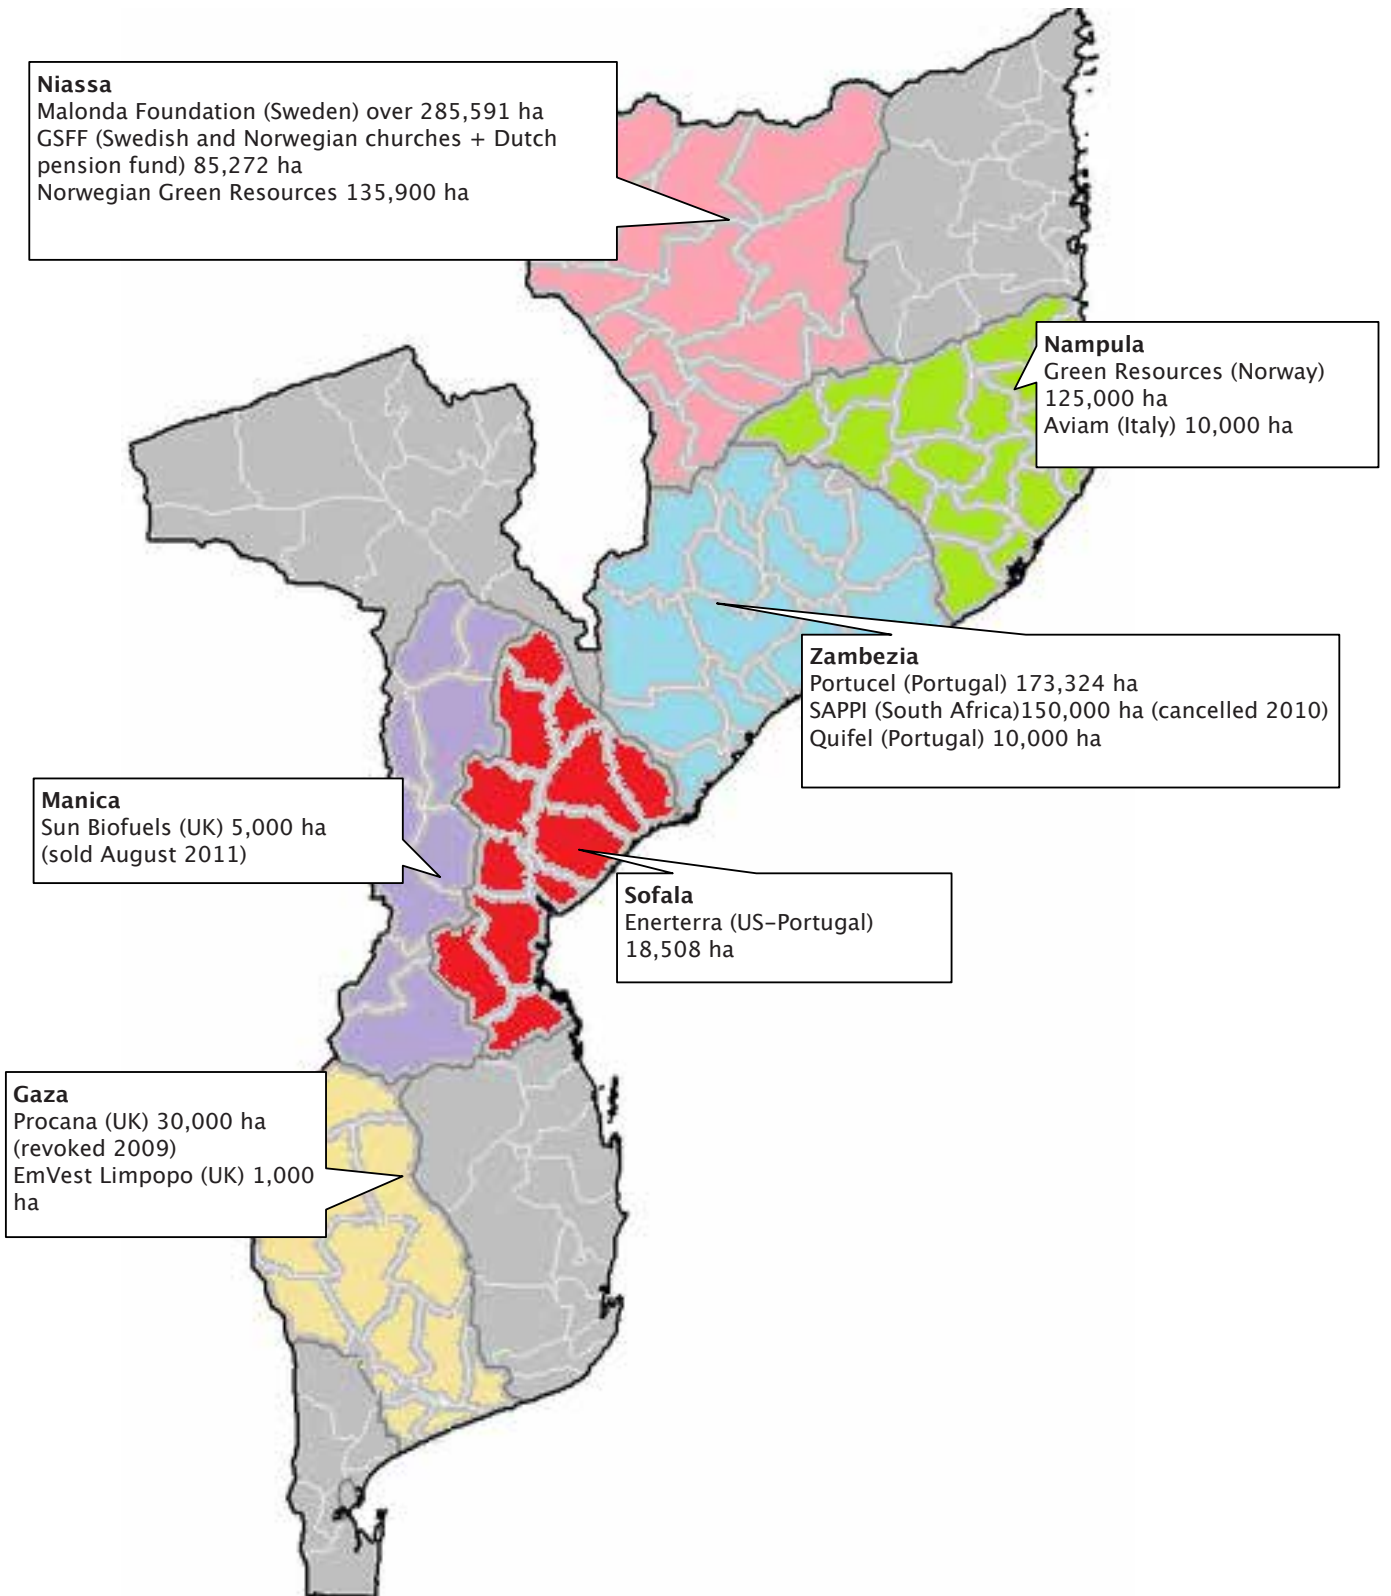 Niassa
Malonda Foundation (Sweden) over 285,591 ha
GSFF (Swedish and Norwegian churches + Dutch
pension fund) 85,272 ha
Norwegian Green Resources 135,900 ha
Nampula
Green Resources (Norway)
125,000 ha
Aviam (Italy) 10,000 ha
Zambezia
Portucel (Portugal) 173,324 ha
SAPPI (South Africa)150,000 ha (cancelled 2010)
Quifel (Portugal) 10,000 ha
Manica
Sun Biofuels (UK) 5,000 ha
(sold August 2011)
Sofala
Enerterra (US-Portugal)
18,508 ha
Gaza
Procana (UK) 30,000 ha
(revoked 2009)
EmVest Limpopo (UK) 1,000
ha